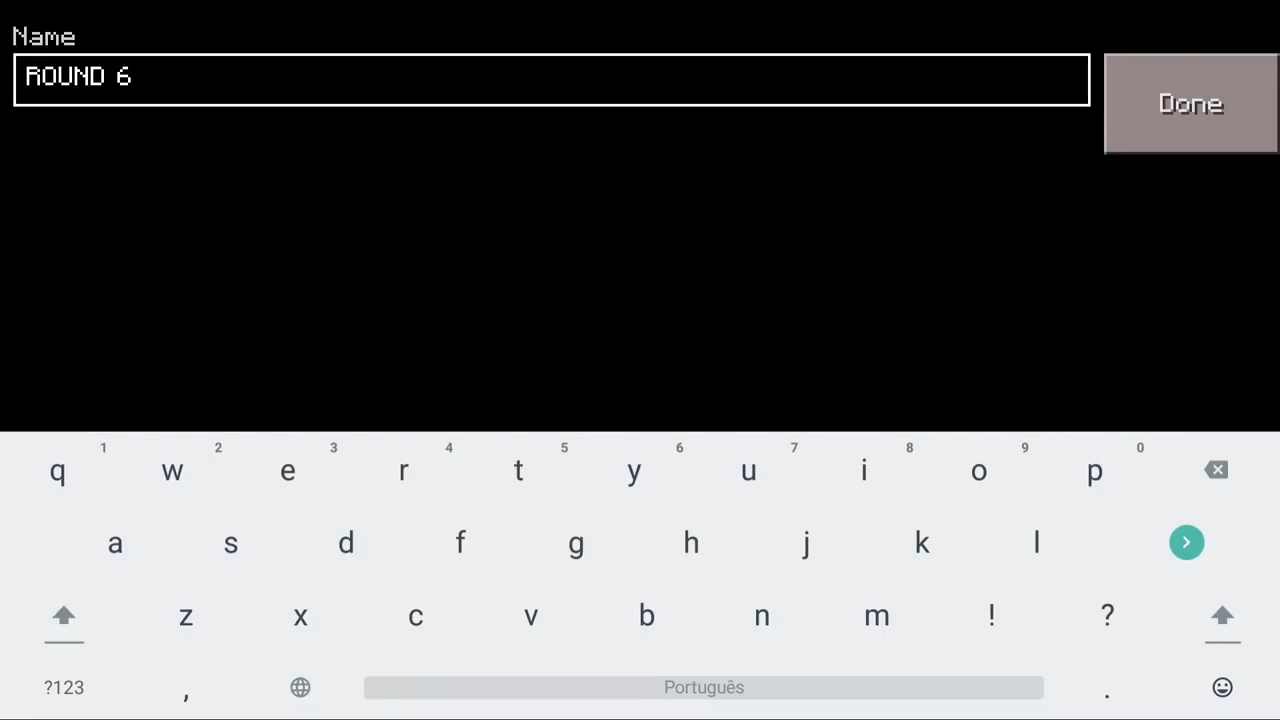 Name
ROUND 6
Done
1 2 3 4 5 6 7 8 9 0
q w e r t y u i o p
a s d f g h j k l
z x c v b n m ! ?
?123 , Português .